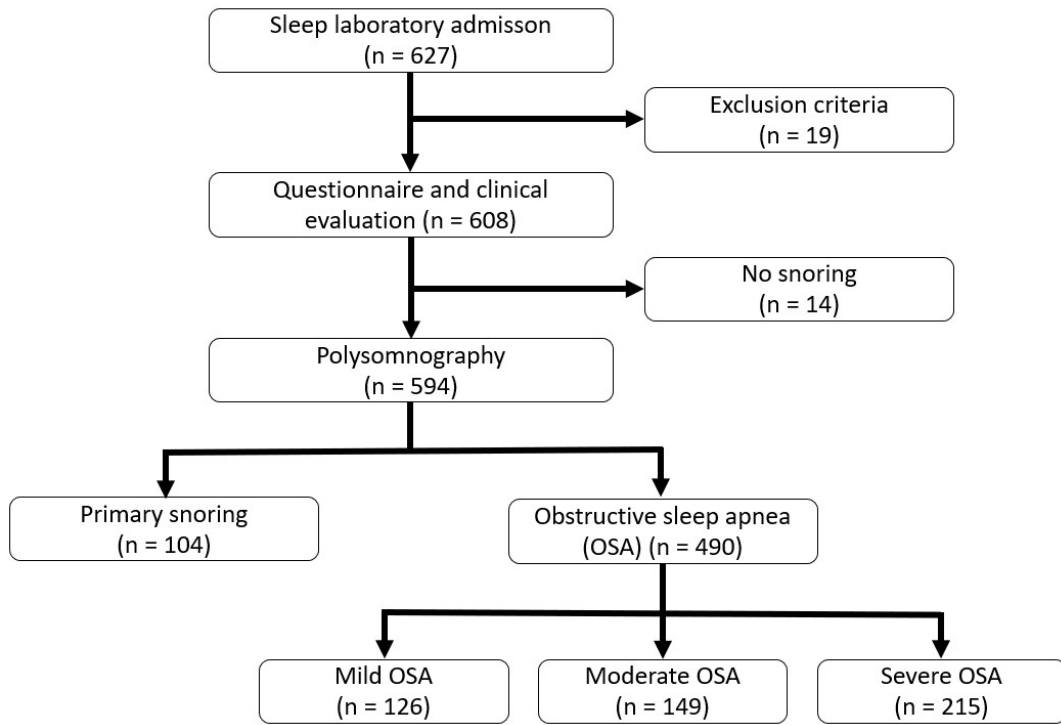 Sleep laboratory admisson
(n = 627)
Exclusion criteria
(n = 19)
Questionnaire and clinical
evaluation (n = 608)
No snoring
(n = 14)
Polysomnography
(n = 594)
Primary snoring
(n = 104)
Obstructive sleep apnea
(OSA) (n = 490)
Mild OSA
(n = 126)
Moderate OSA
(n = 149)
Severe OSA
(n = 215)